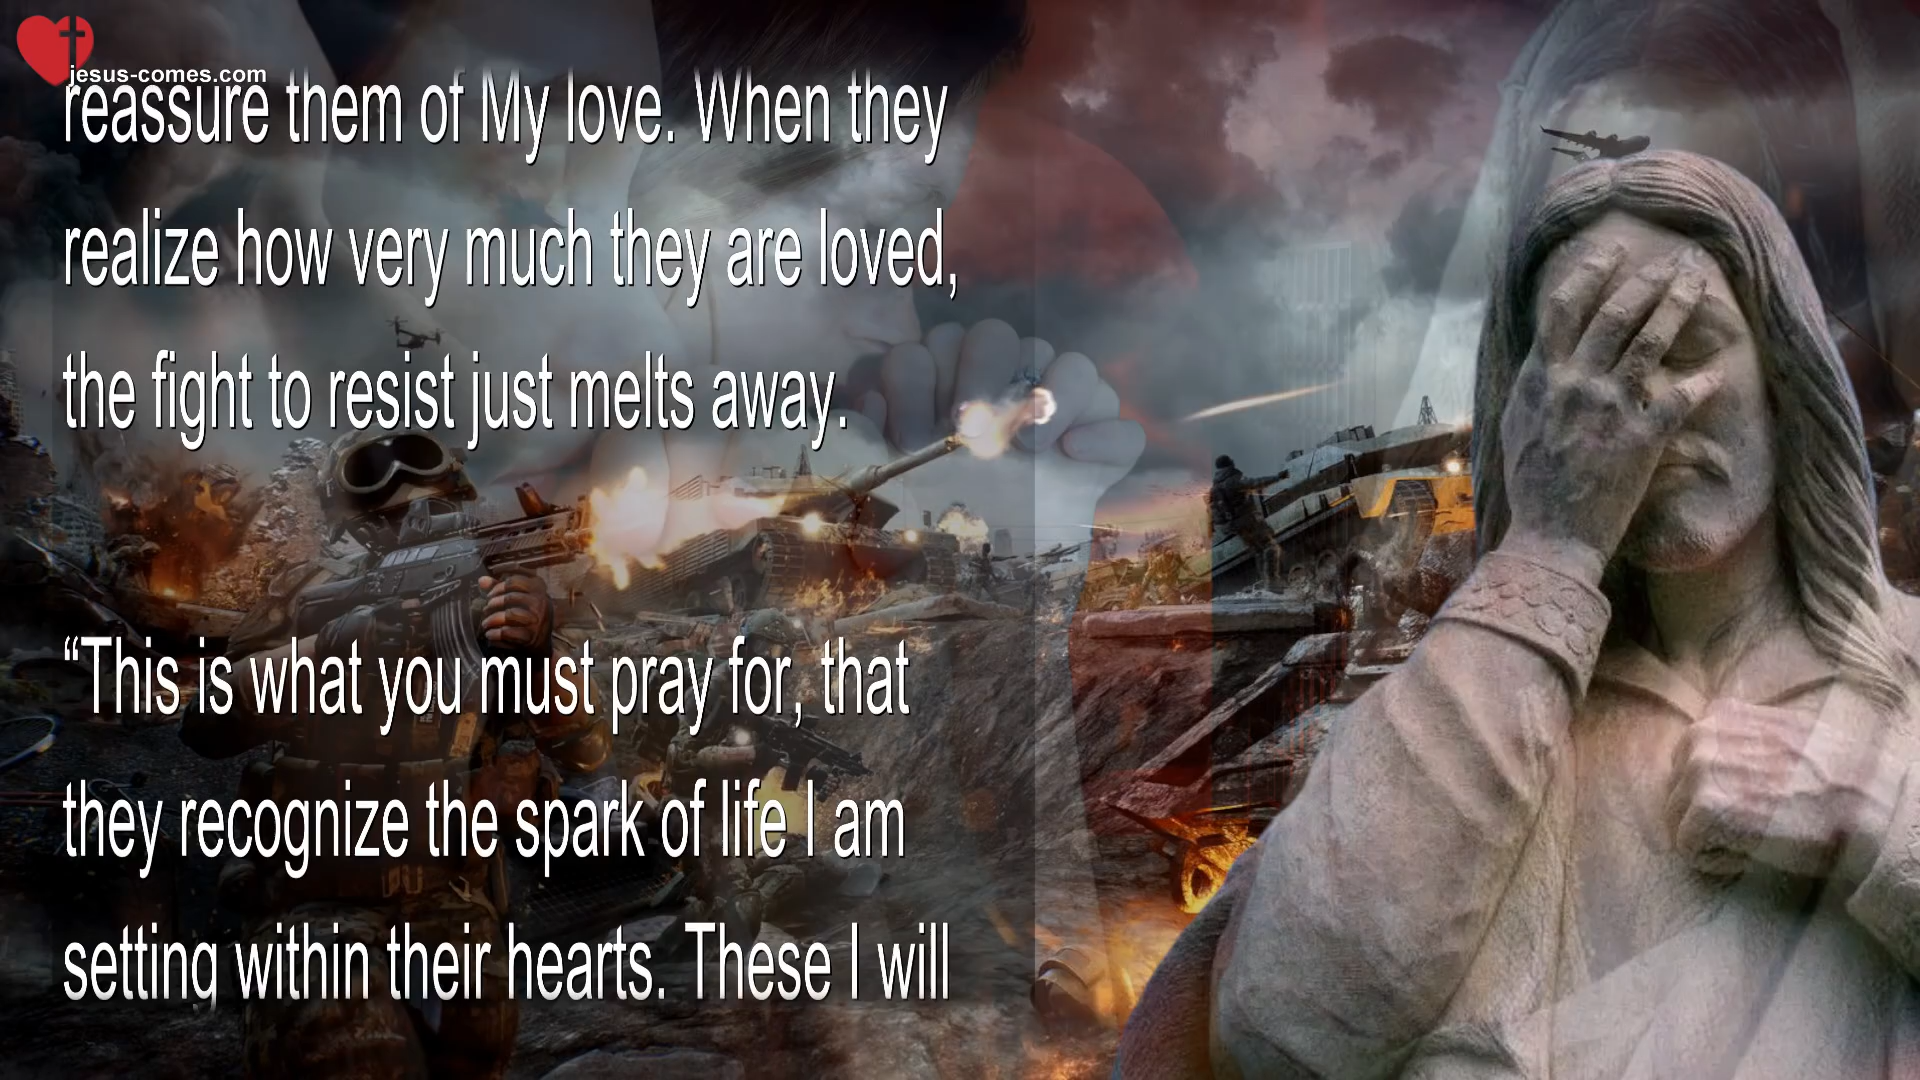 jesus-comes.com
reassure them of My love. When they
realize how very much they are loved,
the fight to resist just melts away.
“This is what you must pray for, that
they recognize the spark of life I am
setting within their hearts. These I will